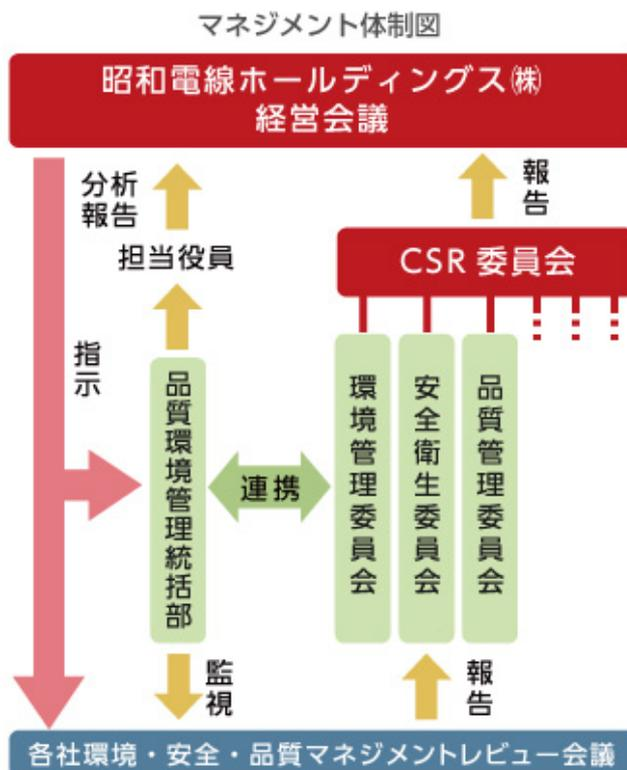 マネジメント体制図
昭和電線ホールディングス㈱
経営会議
分析
報告
報告
担当役員
CSR 委員会
指示
品質環境管理統括部
連携
環境管理委員会
安全衛生委員会
品質管理委員会
監視
報告
各社環境・安全・品質マネジメントレビュー会議